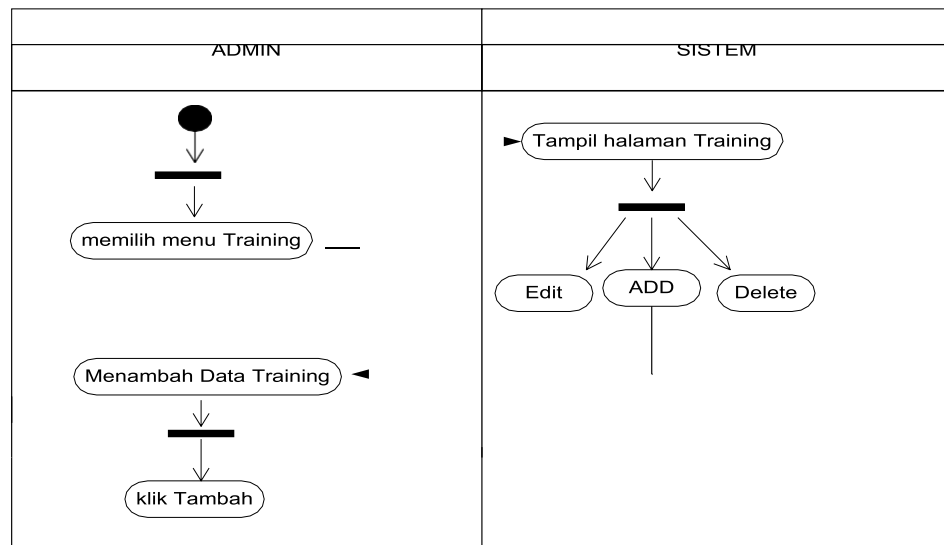 ADMIN
SISTEM
Tampil halaman Training
memilih menu Training
Edit
ADD
Delete
Menambah Data Training
klik Tambah